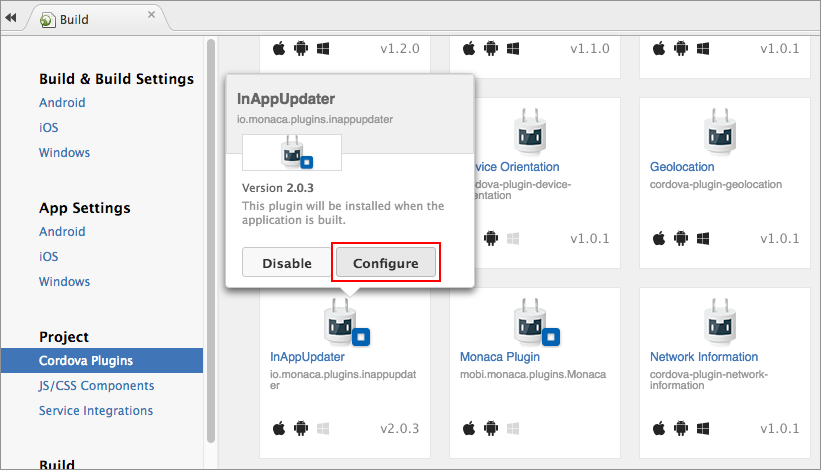 Build
Build & Build Settings
Android
iOS
Windows
App Settings
Android
iOS
Windows
Project
Cordova Plugins
JS/CSS Components
Service Integrations
Build
v1.2.0
v1.1.0
v1.0.1
InAppUpdater
io.monaca.plugins.inappupdater
Version 2.0.3
This plugin will be installed when the
application is built.
Disable
Configure
vice Orientation
dova-plugin-device-
entation
v1.0.1
Geolocation
cordova-plugin-geolocation
v1.0.1
InAppUpdater
io.monaca.plugins.inappupdat
er
v2.0.3
Monaca Plugin
mobi.monaca.plugins.Monaca
Network Information
cordova-plugin-network-
information
v1.0.1